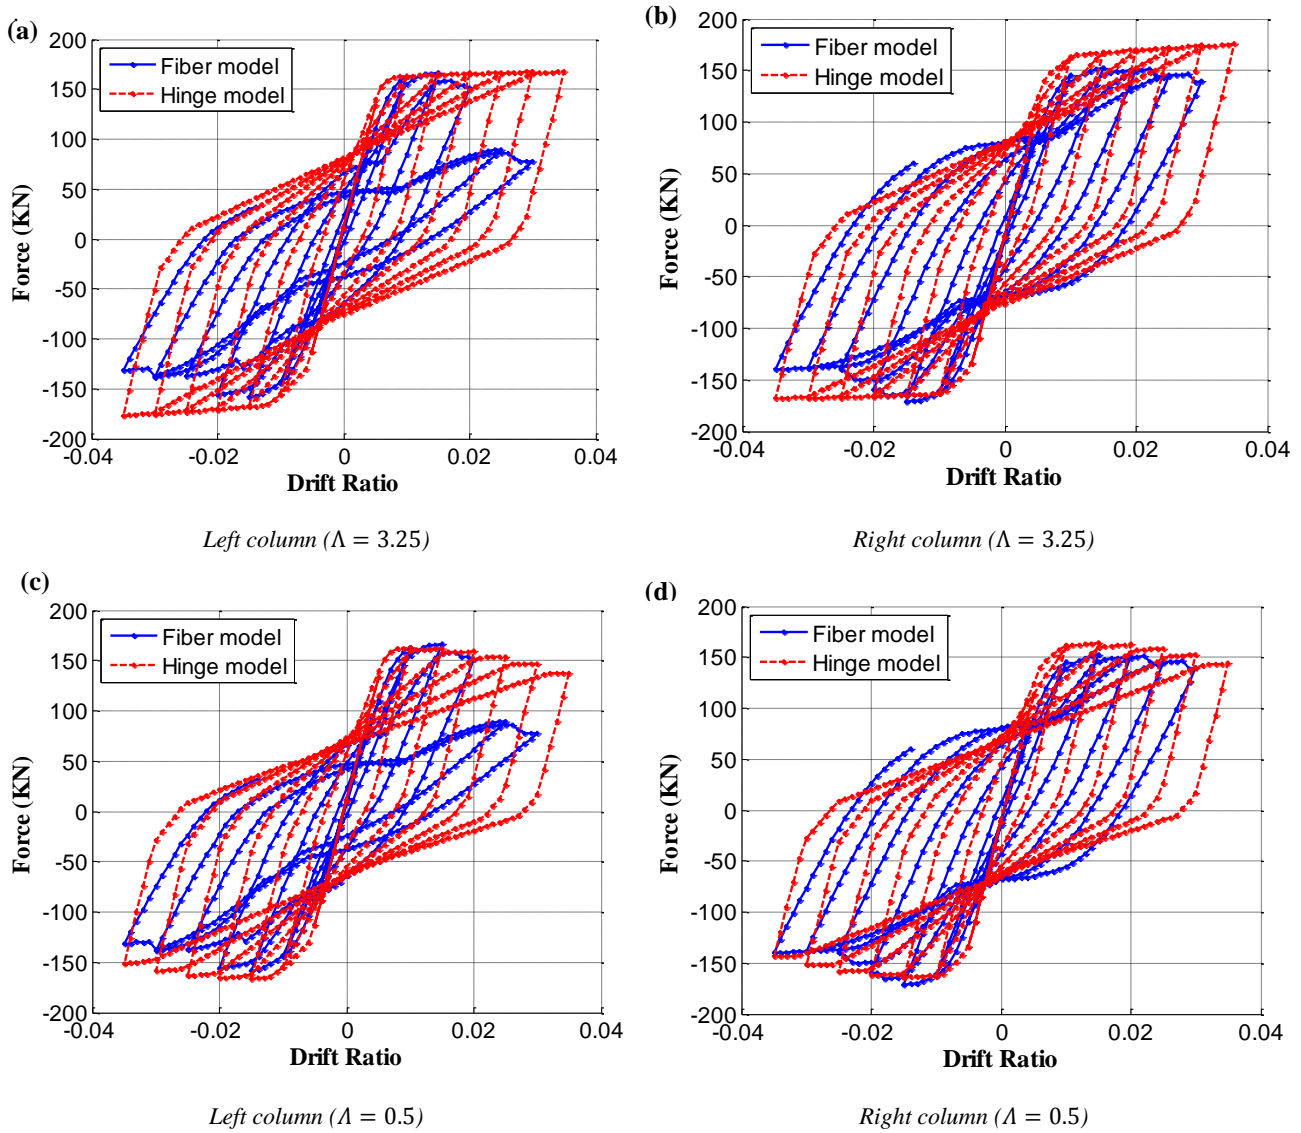 (a)
200
150
100
50
0
-50
-100
-150
-200
-0.04 -0.02 0 0.02 0.04
Force (KN)
Drift Ratio
Fiber model
Hinge model
Left column (Λ = 3.25)
(b)
200
150
100
50
0
-50
-100
-150
-200
-0.04 -0.02 0 0.02 0.04
Force (KN)
Drift Ratio
Fiber model
Hinge model
Right column (Λ = 3.25)
(c)
200
150
100
50
0
-50
-100
-150
-200
-0.04 -0.02 0 0.02 0.04
Force (KN)
Drift Ratio
Fiber model
Hinge model
Left column (Λ = 0.5)
(d)
200
150
100
50
0
-50
-100
-150
-200
-0.04 -0.02 0 0.02 0.04
Force (KN)
Drift Ratio
Fiber model
Hinge model
Right column (Λ = 0.5)